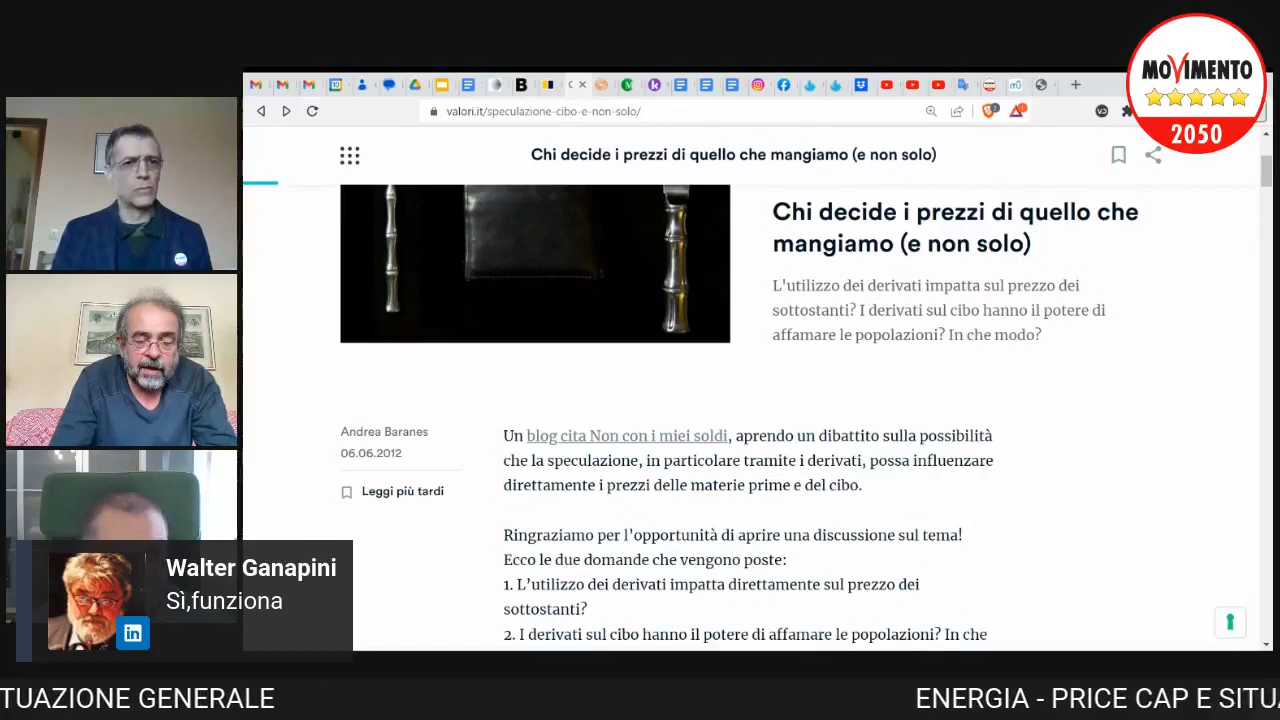 MOVIMENTO
2050
valori.it/speculazione-cibo-e-non-solo/
Chi decide i prezzi di quello che mangiamo (e non solo)
Chi decide i prezzi di quello che
mangiamo (e non solo)
L'utilizzo dei derivati impatta sul prezzo dei
sottostanti? I derivati sul cibo hanno il potere di
affamare le popolazioni? In che modo?
Andrea Baranes
06.06.2012
Leggi più tardi
Un blog cita Non con i miei soldi, aprendo un dibattito sulla possibilità
che la speculazione, in particolare tramite i derivati, possa influenzare
direttamente i prezzi delle materie prime e del cibo.
Ringraziamo per l’opportunità di aprire una discussione sul tema!
Ecco le due domande che vengono poste:
1. L’utilizzo dei derivati impatta direttamente sul prezzo dei
sottostanti?
2. I derivati sul cibo hanno il potere di affamare le popolazioni? In che
Walter Ganapini
Sì,funziona
in
TUAZIONE GENERALE
ENERGIA - PRICE CAP E SITUA